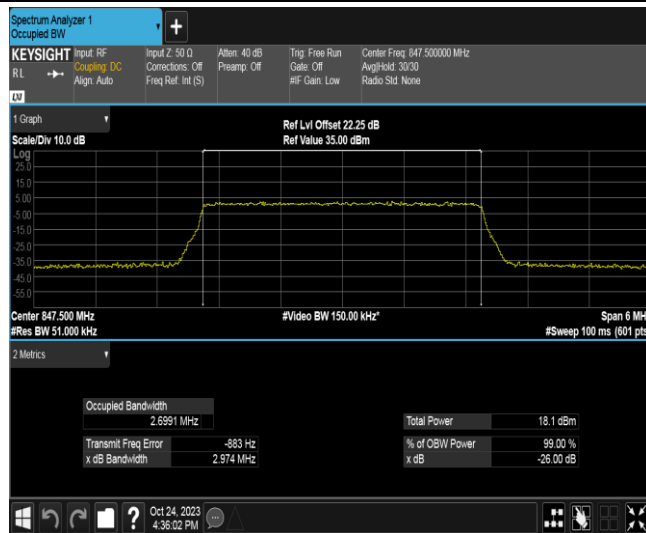 Spectrum Analyzer 1
Occupied BW
▼
+
KEYSIGHT
RL
Input: RF
Coupling: DC
Align: Auto
Input Z: 50 Ω
Corrections: Off
Freq Ref: Int (S)
Atten: 40 dB
Preamp: Off
Trig: Free Run
Gate: Off
#IF Gain: Low
Center Freq: 847.500000 MHz
Avg|Hold: 30/30
Radio Std: None
1 Graph ▼
Scale/Div 10.0 dB
Ref Lvl Offset 22.25 dB
Ref Value 35.00 dBm
Log
25.0
15.0
5.00
-5.00
-15.0
-25.0
-35.0
-45.0
-55.0
Center 847.500 MHz
#Res BW 51.000 kHz
#Video BW 150.00 kHz*
Span 6 MH
#Sweep 100 ms (601 pts
2 Metrics ▼
Occupied Bandwidth
2.6991 MHz
Transmit Freq Error -883 Hz
x dB Bandwidth 2.974 MHz
Total Power 18.1 dBm
% of OBW Power 99.00 %
x dB -26.00 dB
?
Oct 24, 2023
4:36:02 PM